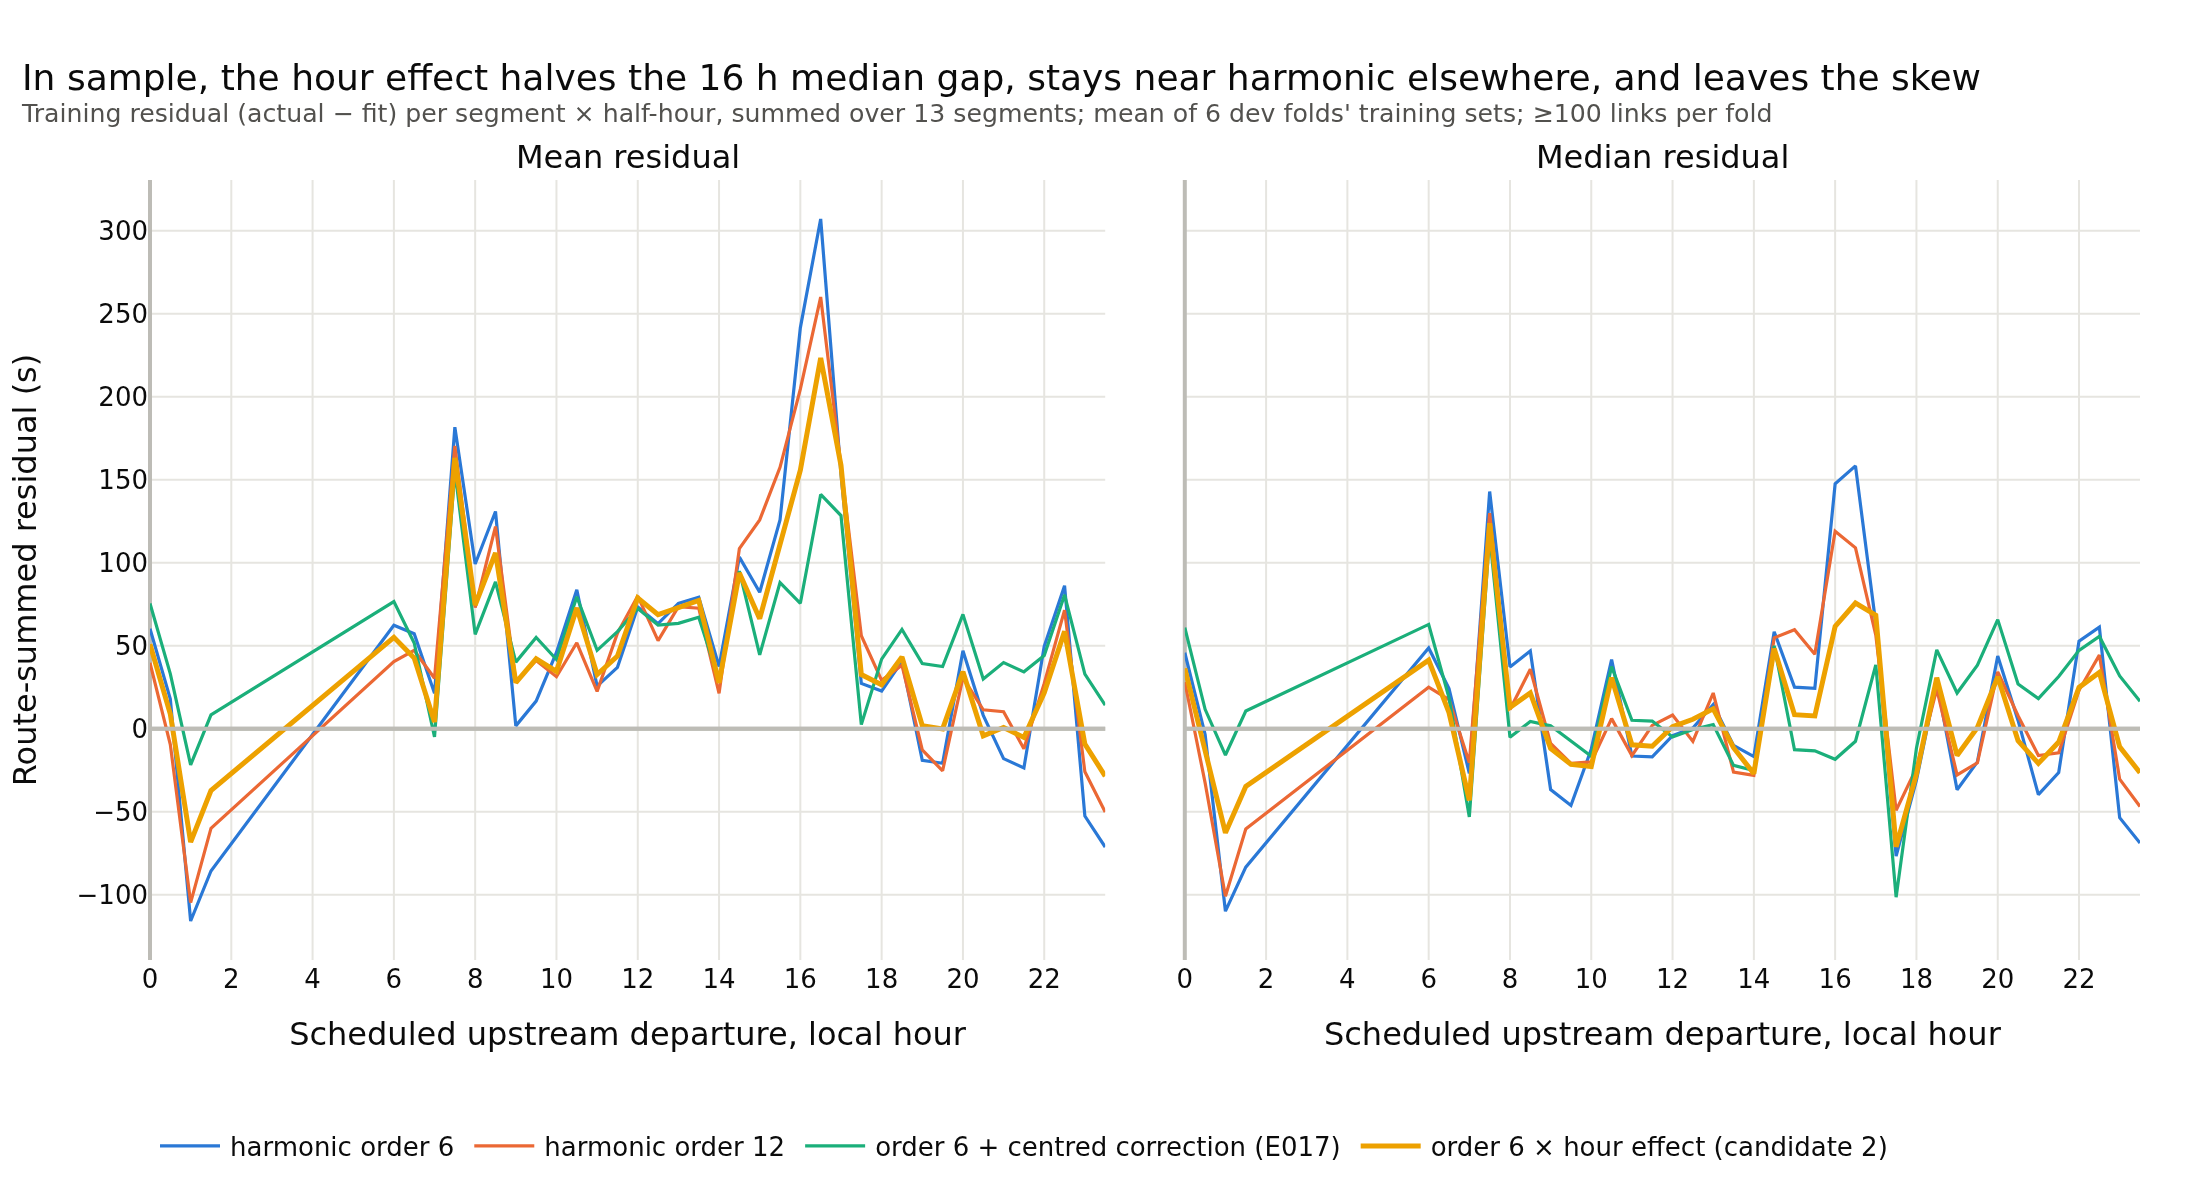 In sample, the hour effect halves the 16 h median gap, stays near harmonic elsewhere, and leaves the skew
Training residual (actual − fit) per segment × half-hour, summed over 13 segments; mean of 6 dev folds' training sets; ≥100 links per fold
Mean residual
Median residual
Route-summed residual (s)
300
250
200
150
100
50
0
−50
−100
0 2 4 6 8 10 12 14 16 18 20 22
0 2 4 6 8 10 12 14 16 18 20 22
Scheduled upstream departure, local hour
Scheduled upstream departure, local hour
harmonic order 6
harmonic order 12
order 6 + centred correction (E017)
order 6 × hour effect (candidate 2)